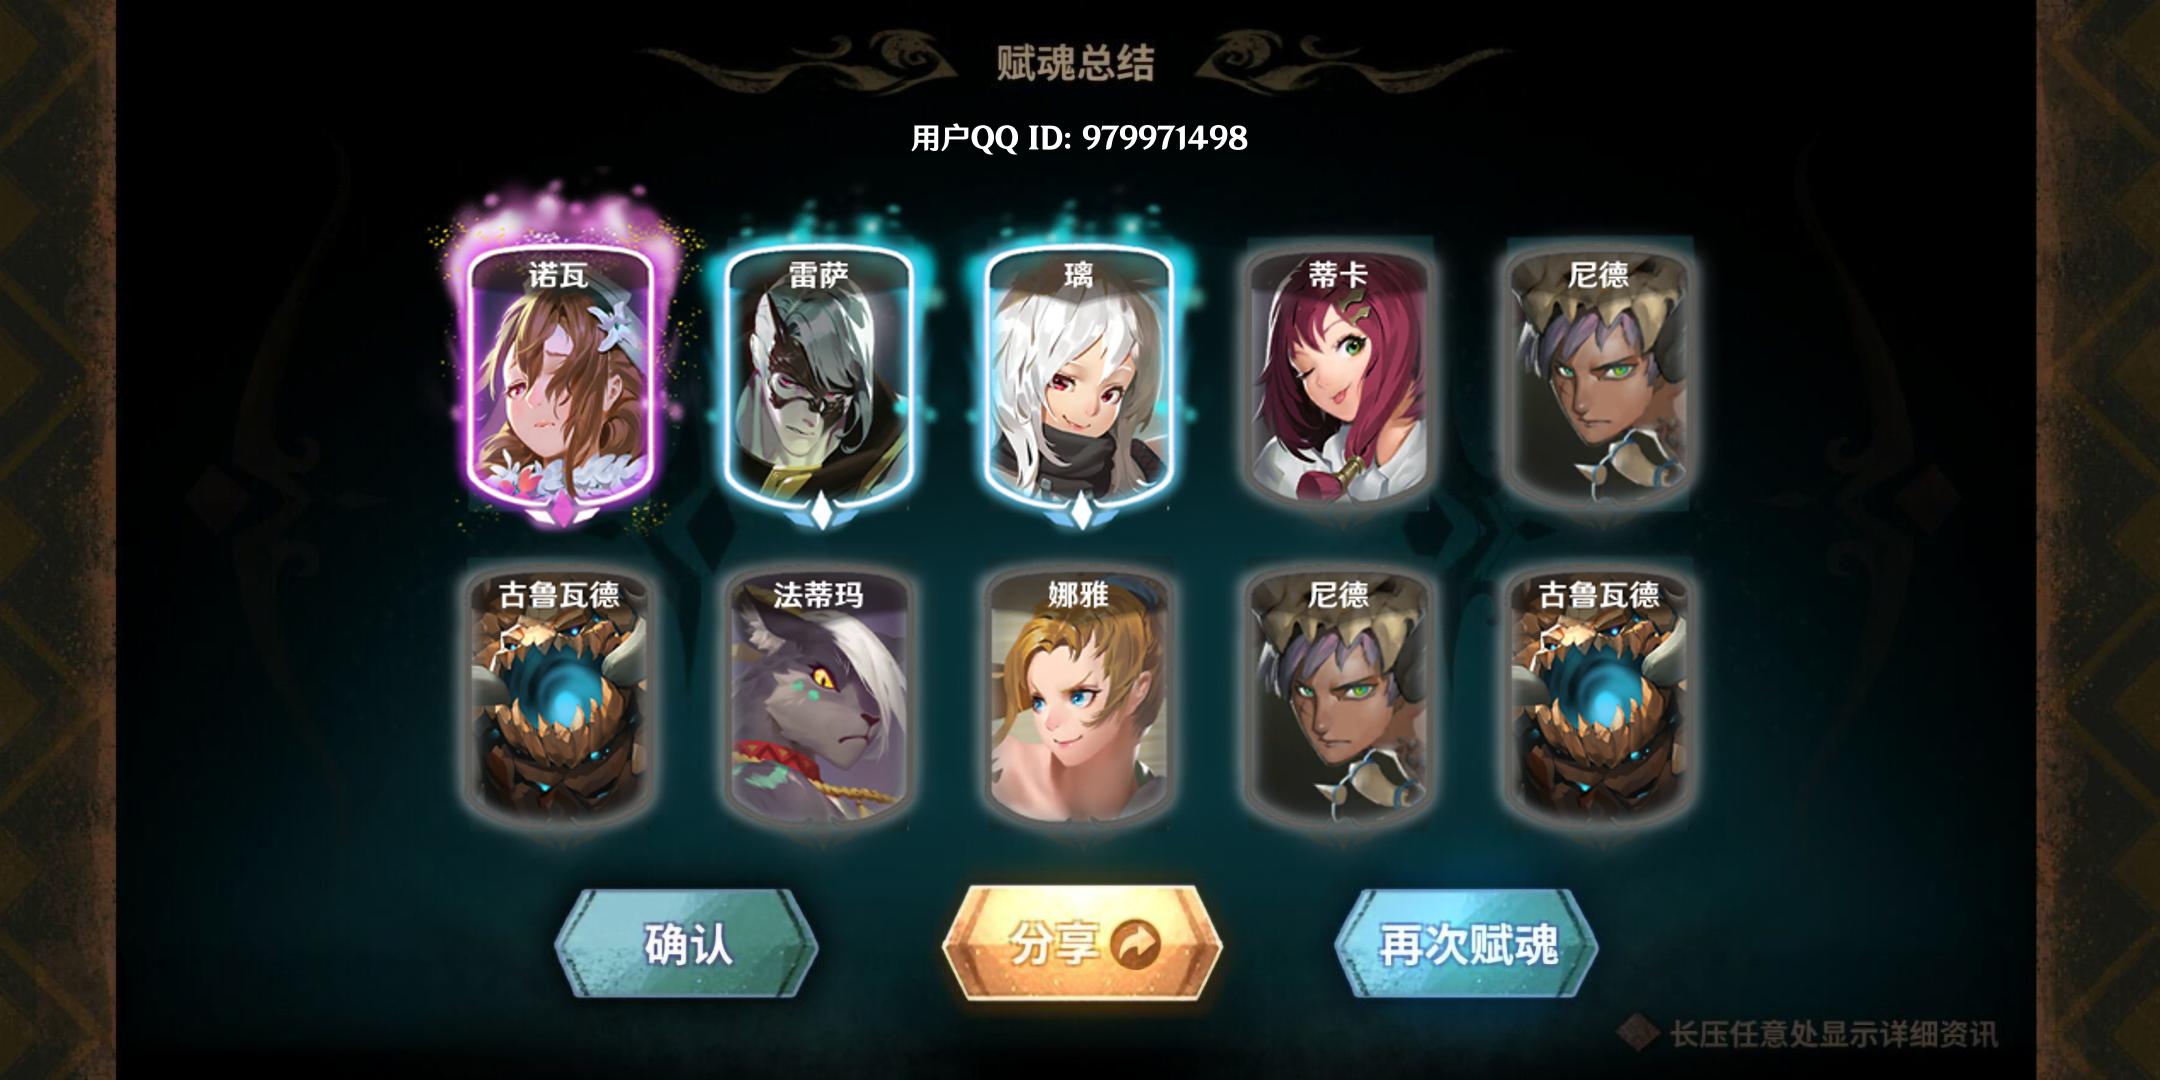 赋魂总结
用户QQ ID: 979971498
诺瓦
雷萨
璃
蒂卡
尼德
古鲁瓦德
法蒂玛
娜雅
尼德
古鲁瓦德
确认
分享
再次赋魂
长压任意处显示详细资讯